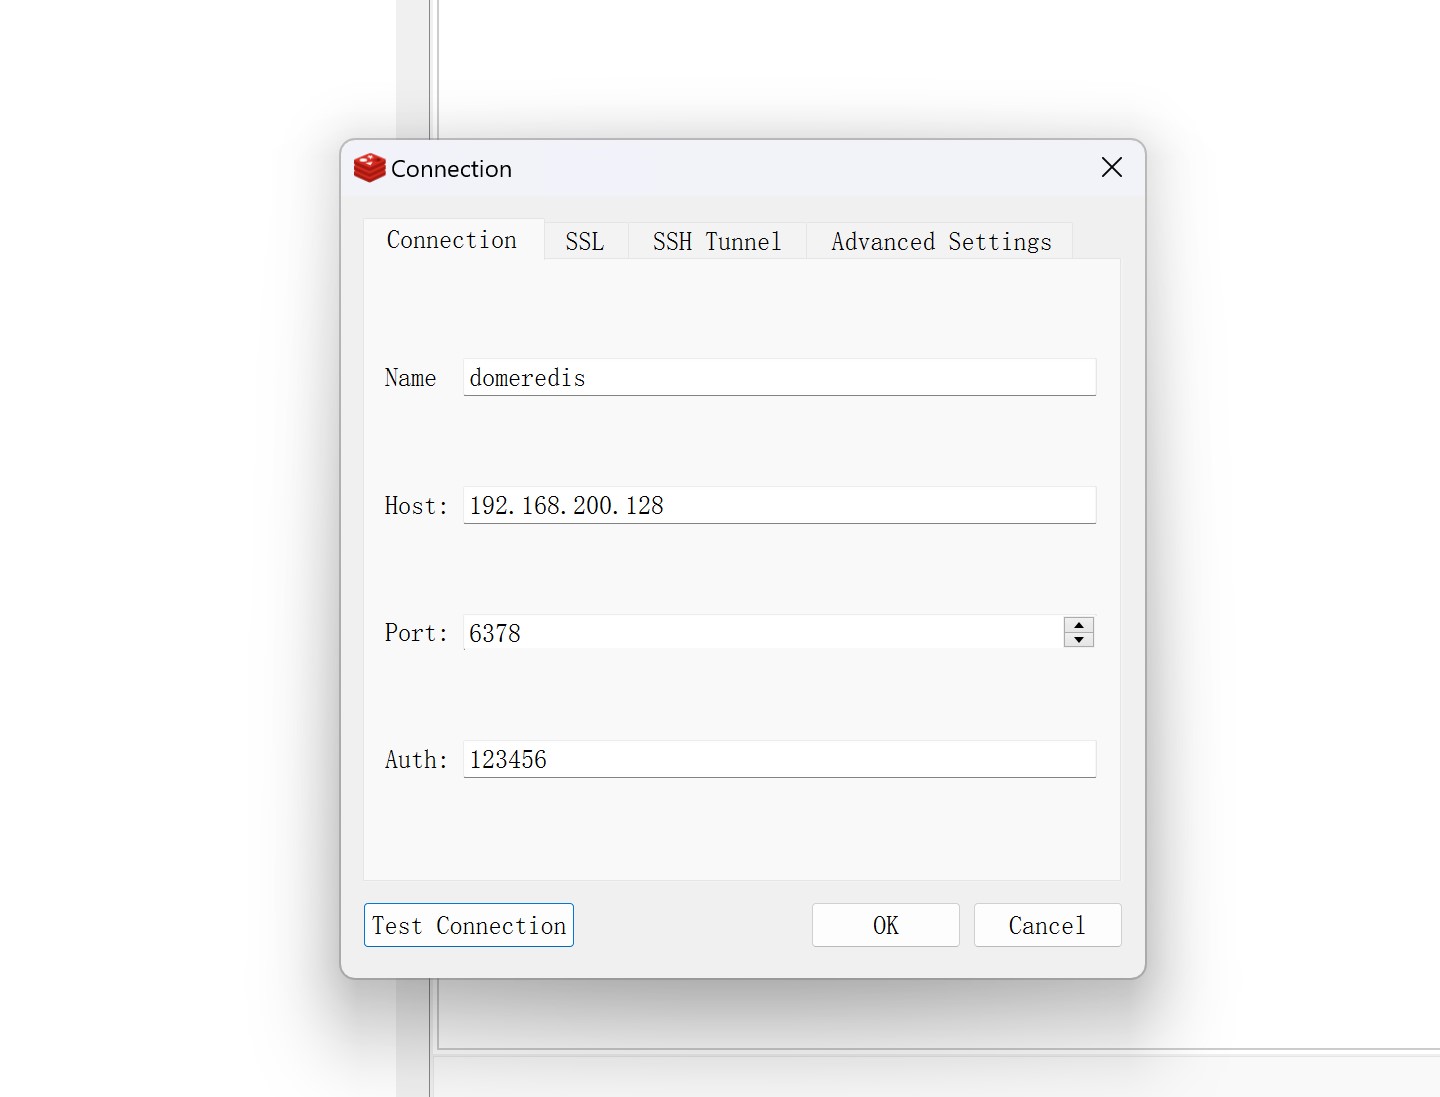 Connection
Connection SSL SSH Tunnel Advanced Settings
Name domeredis
Host: 192.168.200.128
Port: 6378
Auth: 123456
Test Connection OK Cancel